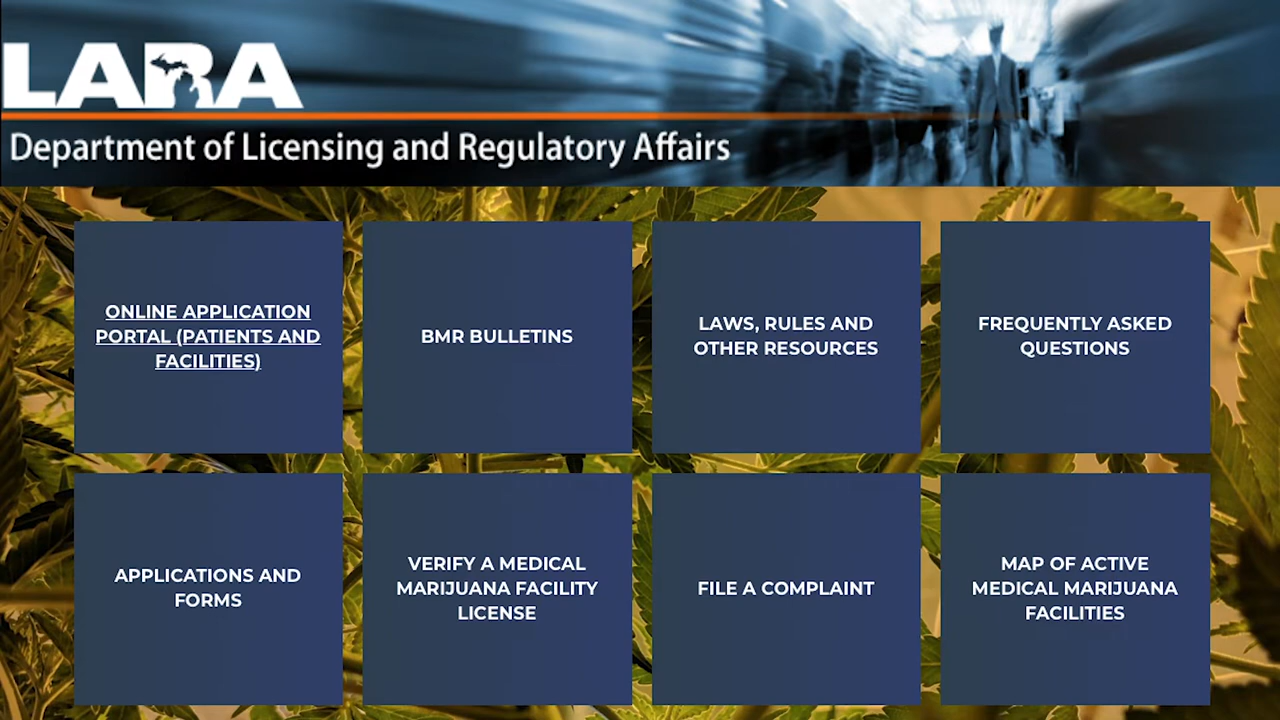 LARA
Department of Licensing and Regulatory Affairs
ONLINE APPLICATION
PORTAL (PATIENTS AND
FACILITIES)
BMR BULLETINS
LAWS, RULES AND
OTHER RESOURCES
FREQUENTLY ASKED
QUESTIONS
APPLICATIONS AND
FORMS
VERIFY A MEDICAL
MARIJUANA FACILITY
LICENSE
FILE A COMPLAINT
MAP OF ACTIVE
MEDICAL MARIJUANA
FACILITIES